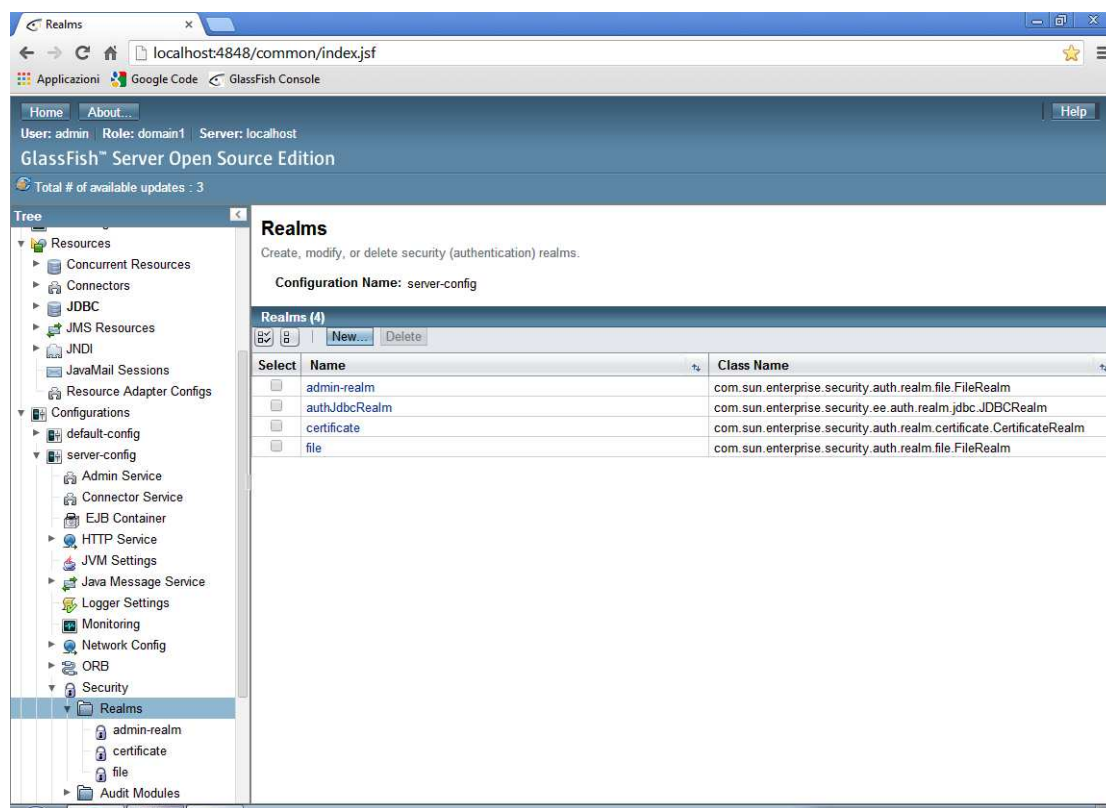 Realms
localhost:4848/common/index.jsf
Applicazioni Google Code GlassFish Console
Home About... Help
User: admin Role: domain1 Server: localhost
GlassFish™ Server Open Source Edition
Total # of available updates : 3
Tree
Resources
Concurrent Resources
Connectors
JDBC
JMS Resources
JNDI
JavaMail Sessions
Resource Adapter Configs
Configurations
default-config
server-config
Admin Service
Connector Service
EJB Container
HTTP Service
JVM Settings
Java Message Service
Logger Settings
Monitoring
Network Config
ORB
Security
Realms
admin-realm
certificate
file
Audit Modules
Realms
Create, modify, or delete security (authentication) realms.
Configuration Name: server-config
Realms (4)
New... Delete
Select Name Class Name
admin-realm com.sun.enterprise.security.auth.realm.file.FileRealm
authJdbcRealm com.sun.enterprise.security.ee.auth.realm.jdbc.JDBCRealm
certificate com.sun.enterprise.security.auth.realm.certificate.CertificateRealm
file com.sun.enterprise.security.auth.realm.file.FileRealm